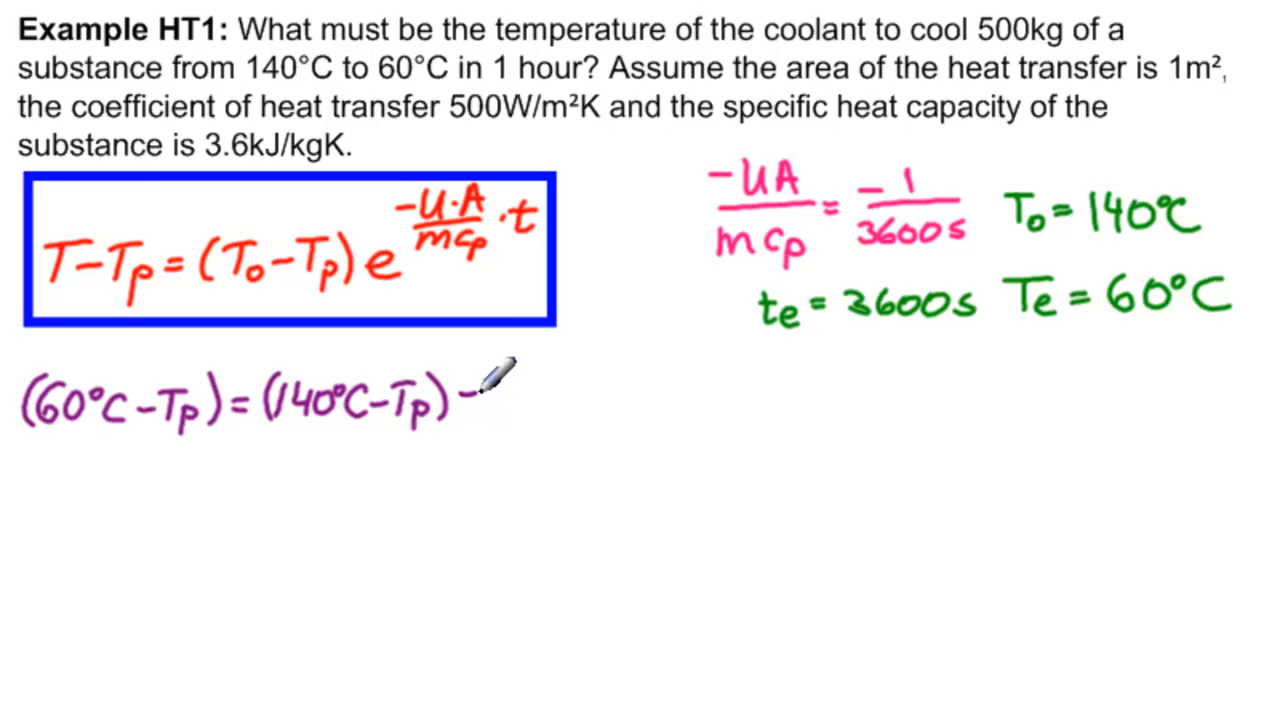 Example HT1: What must be the temperature of the coolant to cool 500kg of a
substance from 140°C to 60°C in 1 hour? Assume the area of the heat transfer is 1m²,
the coefficient of heat transfer 500W/m²K and the specific heat capacity of the
substance is 3.6kJ/kgK.
T-Tp=(To-Tp)e^(-U·A/mcp · t)
-UA/mcp = -1/3600s
To=140°C
te=3600s Te=60°C
(60°C-Tp)=(140°C-Tp)-